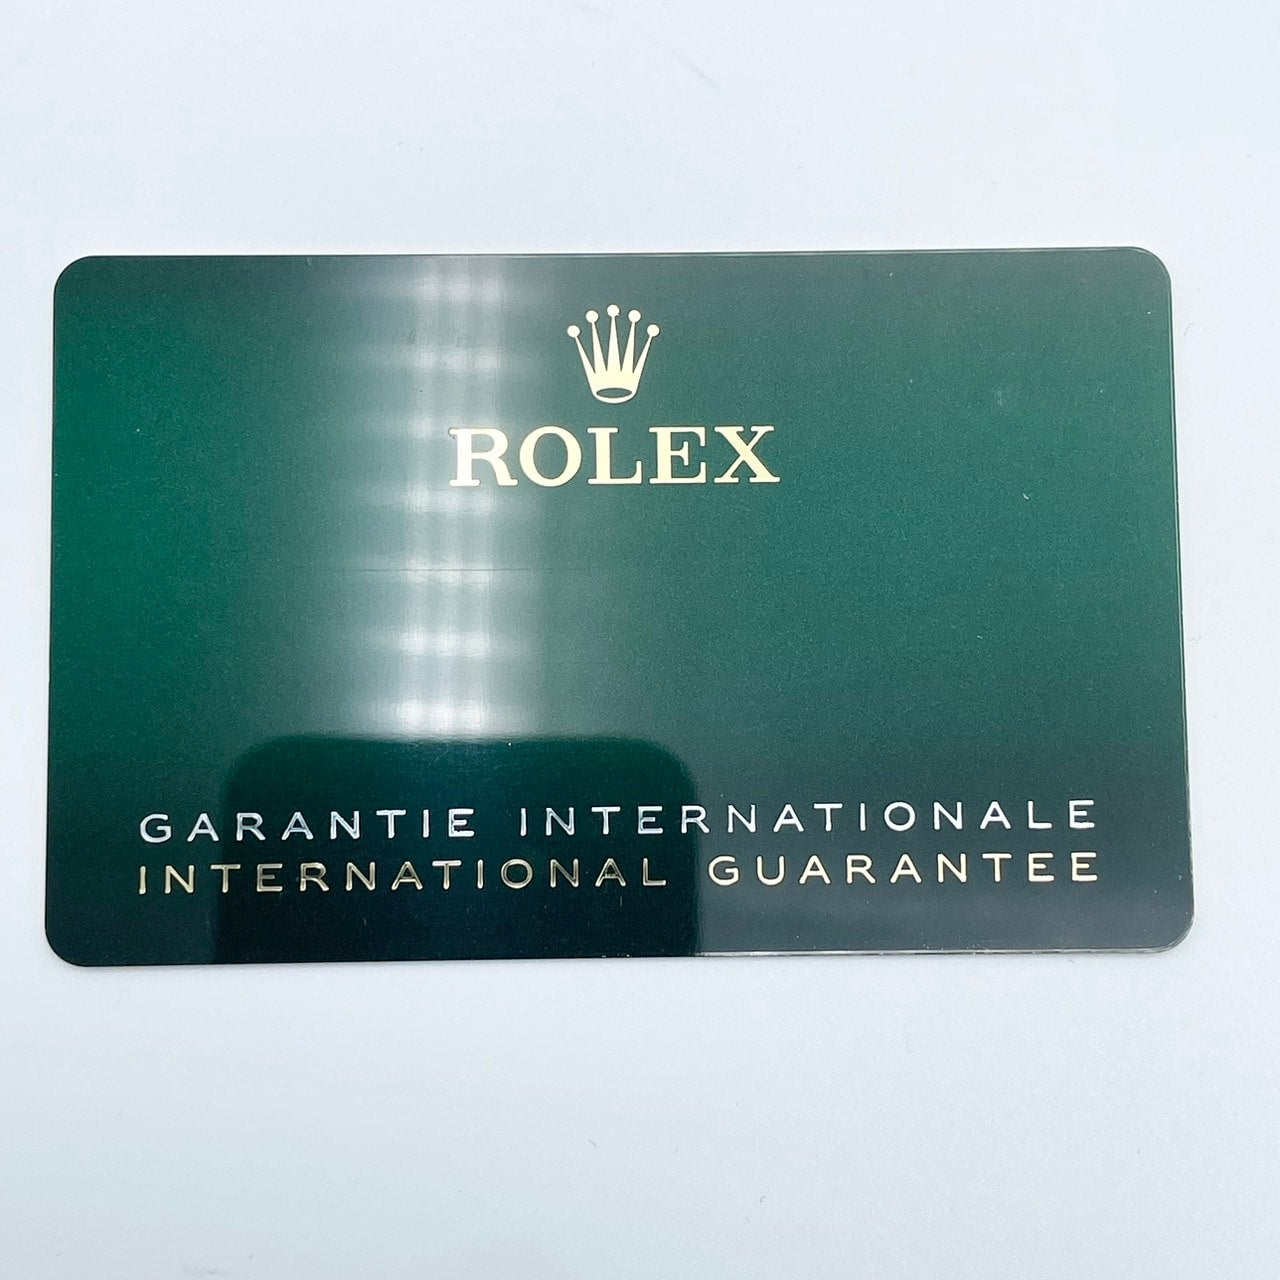 ROLEX
GARANTIE INTERNATIONALE
INTERNATIONAL GUARANTEE